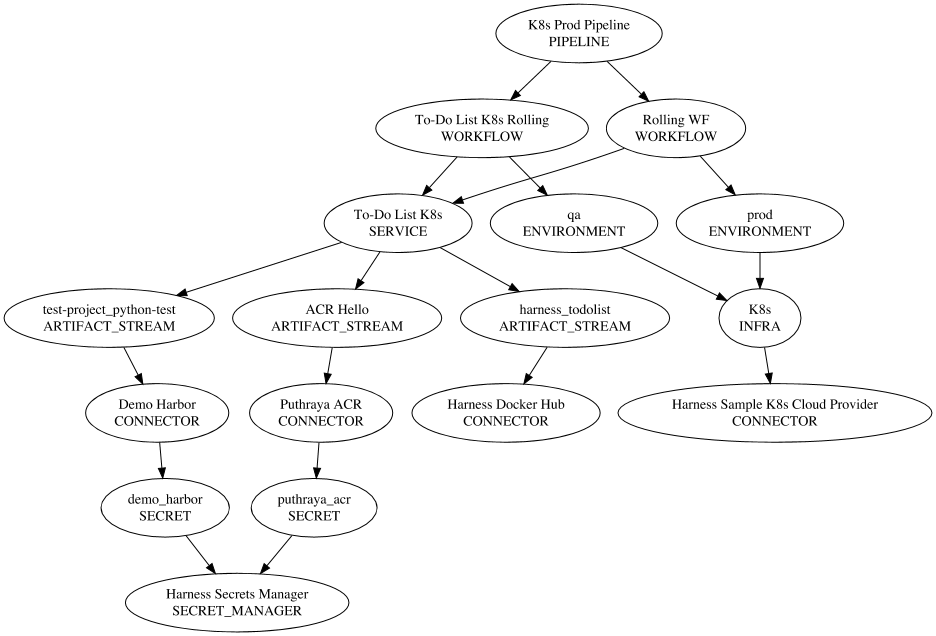 K8s Prod Pipeline
PIPELINE
To-Do List K8s Rolling
WORKFLOW
Rolling WF
WORKFLOW
To-Do List K8s
SERVICE
qa
ENVIRONMENT
prod
ENVIRONMENT
test-project_python-test
ARTIFACT_STREAM
ACR Hello
ARTIFACT_STREAM
harness_todolist
ARTIFACT_STREAM
K8s
INFRA
Demo Harbor
CONNECTOR
Puthraya ACR
CONNECTOR
Harness Docker Hub
CONNECTOR
Harness Sample K8s Cloud Provider
CONNECTOR
demo_harbor
SECRET
puthraya_acr
SECRET
Harness Secrets Manager
SECRET_MANAGER